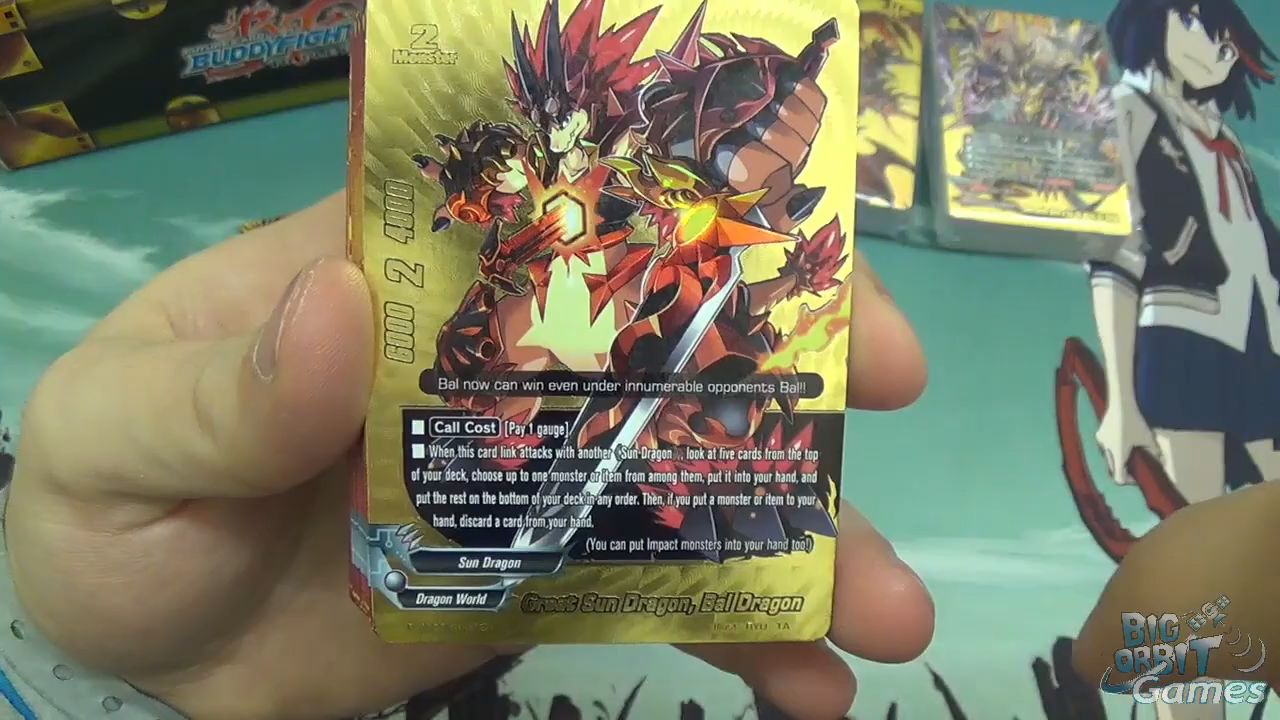 BUDDYFIGHT
2
Monster
6000 2 4000
Bal now can win even under innumerable opponents Bal!!
Call Cost [Pay 1 gauge]
When this card link attacks with another 《Sun Dragon》, look at five cards from the top
of your deck, choose up to one monster or item from among them, put it into your hand, and
put the rest on the bottom of your deck in any order. Then, if you put a monster or item to your
hand, discard a card from your hand.
(You can put Impact monsters into your hand too!)
Sun Dragon
Dragon World
Great Sun Dragon, Bal Dragon
BIG
ORBIT
Games